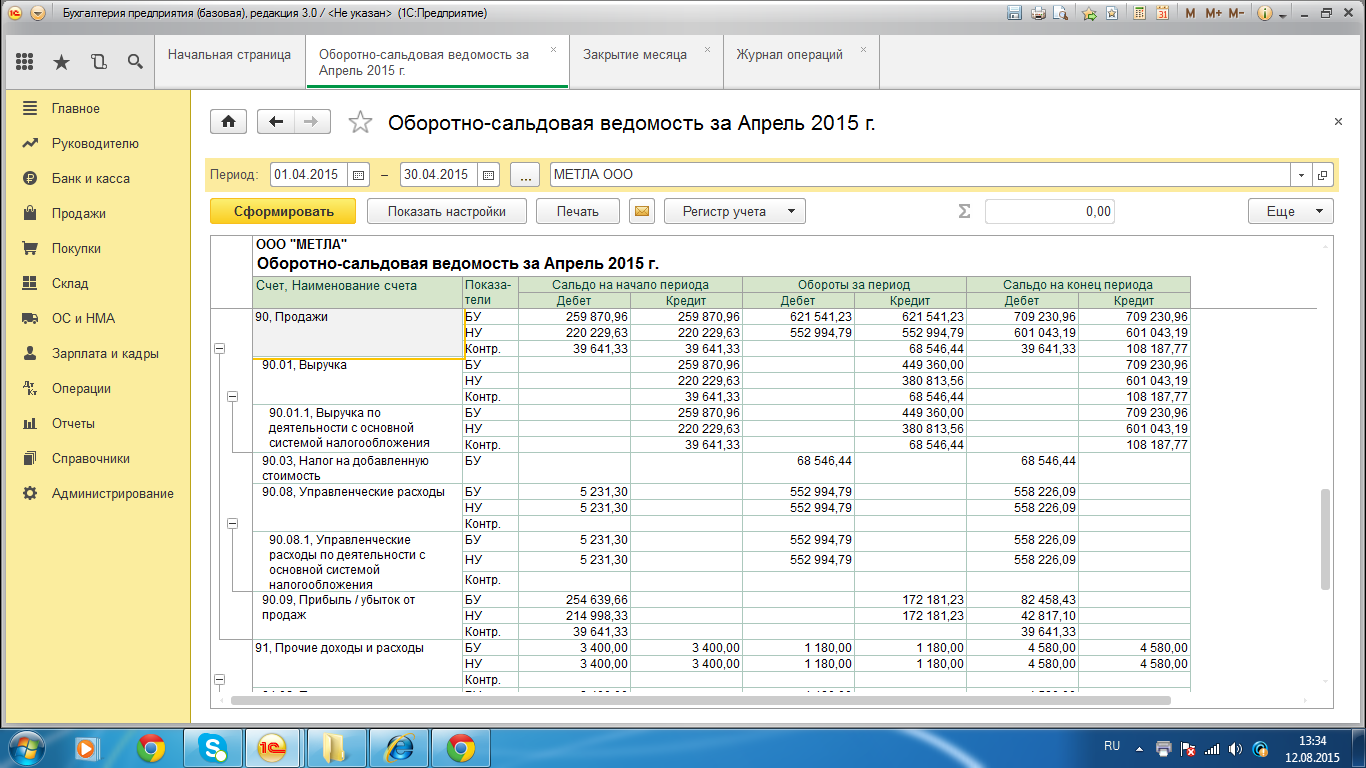 Бухгалтерия предприятия (базовая), редакция 3.0 / <Не указан> (1С:Предприятие)
M M+ M-
Начальная страница
Оборотно-сальдовая ведомость за
Апрель 2015 г.
Закрытие месяца
Журнал операций
Главное
Руководителю
Банк и касса
Продажи
Покупки
Склад
ОС и НМА
Зарплата и кадры
Операции
Отчеты
Справочники
Администрирование
Оборотно-сальдовая ведомость за Апрель 2015 г.
Период: 01.04.2015 – 30.04.2015 ... МЕТЛА ООО
Сформировать Показать настройки Печать Регистр учета Σ 0,00 Еще
ООО "МЕТЛА"
Оборотно-сальдовая ведомость за Апрель 2015 г.
Счет, Наименование счета Показа- Сальдо на начало периода Обороты за период Сальдо на конец периода
тели Дебет Кредит Дебет Кредит Дебет Кредит
90, Продажи БУ 259 870,96 259 870,96 621 541,23 621 541,23 709 230,96 709 230,96
НУ 220 229,63 220 229,63 552 994,79 552 994,79 601 043,19 601 043,19
Контр. 39 641,33 39 641,33 68 546,44 39 641,33 108 187,77
90.01, Выручка БУ 259 870,96 449 360,00 709 230,96
НУ 220 229,63 380 813,56 601 043,19
Контр. 39 641,33 68 546,44 108 187,77
90.01.1, Выручка по БУ 259 870,96 449 360,00 709 230,96
деятельности с основной НУ 220 229,63 380 813,56 601 043,19
системой налогообложения Контр. 39 641,33 68 546,44 108 187,77
90.03, Налог на добавленную БУ 68 546,44 68 546,44
стоимость
90.08, Управленческие расходы БУ 5 231,30 552 994,79 558 226,09
НУ 5 231,30 552 994,79 558 226,09
Контр.
90.08.1, Управленческие БУ 5 231,30 552 994,79 558 226,09
расходы по деятельности с НУ 5 231,30 552 994,79 558 226,09
основной системой Контр.
налогообложения
90.09, Прибыль / убыток от БУ 254 639,66 172 181,23 82 458,43
продаж НУ 214 998,33 172 181,23 42 817,10
Контр. 39 641,33 39 641,33
91, Прочие доходы и расходы БУ 3 400,00 3 400,00 1 180,00 1 180,00 4 580,00 4 580,00
НУ 3 400,00 3 400,00 1 180,00 1 180,00 4 580,00 4 580,00
Контр.
RU 13:34
12.08.2015